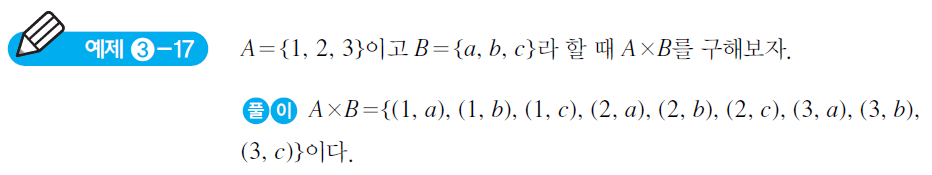 예제 3-17 A={1, 2, 3}이고 B={a, b, c}라 할 때 A×B를 구해보자.
풀이 A×B={(1, a), (1, b), (1, c), (2, a), (2, b), (2, c), (3, a), (3, b),
(3, c)}이다.